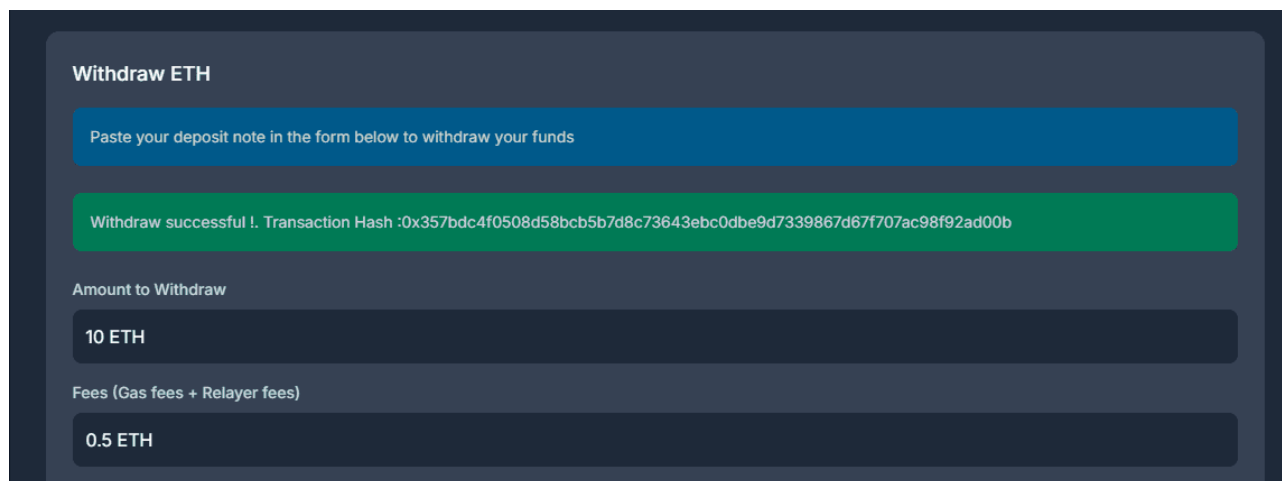 Withdraw ETH
Paste your deposit note in the form below to withdraw your funds
Withdraw successful !. Transaction Hash :0x357bdc4f0508d58bcb5b7d8c73643ebc0dbe9d7339867d67f707ac98f92ad00b
Amount to Withdraw
10 ETH
Fees (Gas fees + Relayer fees)
0.5 ETH